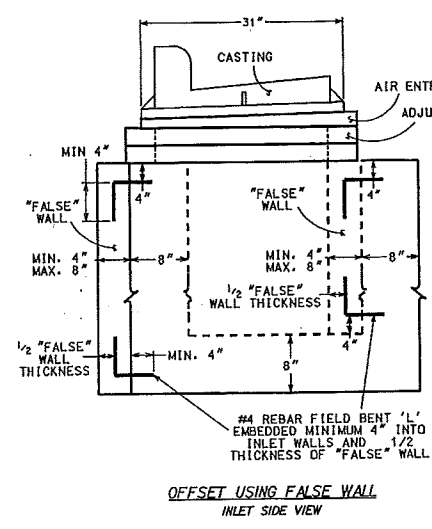 31"
CASTING
AIR ENTR
ADJU
MIN 4"
4"
4"
"FALSE"
WALL
"FALSE"
WALL
MIN. 4"
MAX. 8"
8"
MIN. 4"
MAX. 8"
8"
1/2 "FALSE"
WALL THICKNESS
1/2 "FALSE"
WALL
THICKNESS
MIN. 4"
8"
4"
#4 REBAR FIELD BENT 'L'
EMBEDDED MINIMUM 4" INTO
INLET WALLS AND 1/2
THICKNESS OF "FALSE" WALL
OFFSET USING FALSE WALL
INLET SIDE VIEW